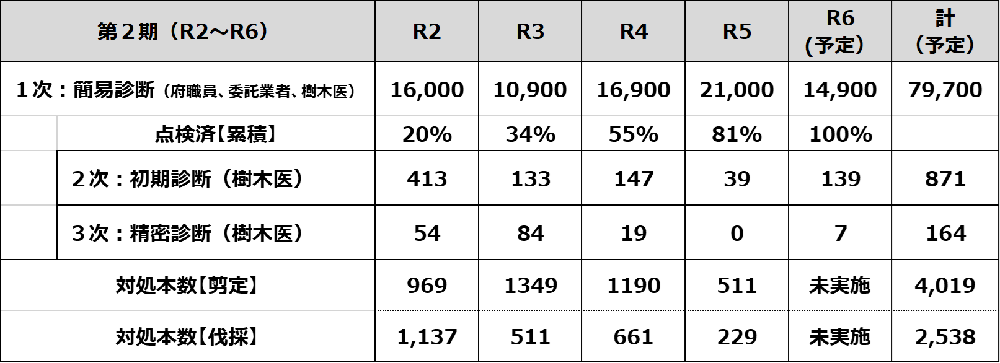 第２期（R2～R6） R2 R3 R4 R5 R6 計
(予定） （予定）
１次：簡易診断（府職員、委託業者、樹木医） 16,000 10,900 16,900 21,000 14,900 79,700
点検済【累積】 20% 34% 55% 81% 100%
２次：初期診断（樹木医） 413 133 147 39 139 871
３次：精密診断（樹木医） 54 84 19 0 7 164
対処本数【剪定】 969 1349 1190 511 未実施 4,019
対処本数【伐採】 1,137 511 661 229 未実施 2,538